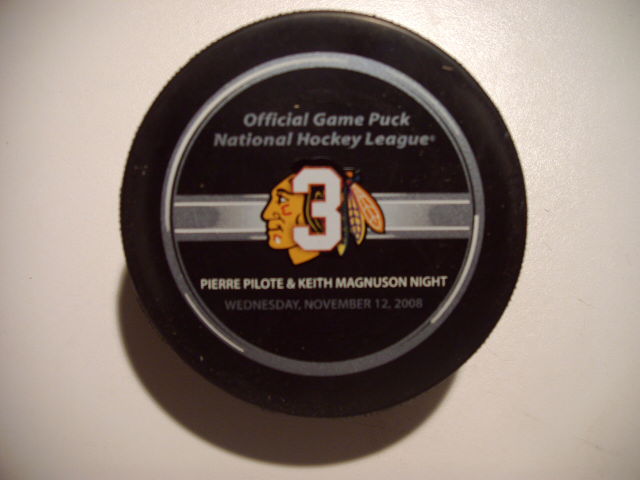 Official Game Puck
National Hockey League®
3
PIERRE PILOTE & KEITH MAGNUSON NIGHT
WEDNESDAY, NOVEMBER 12, 2008